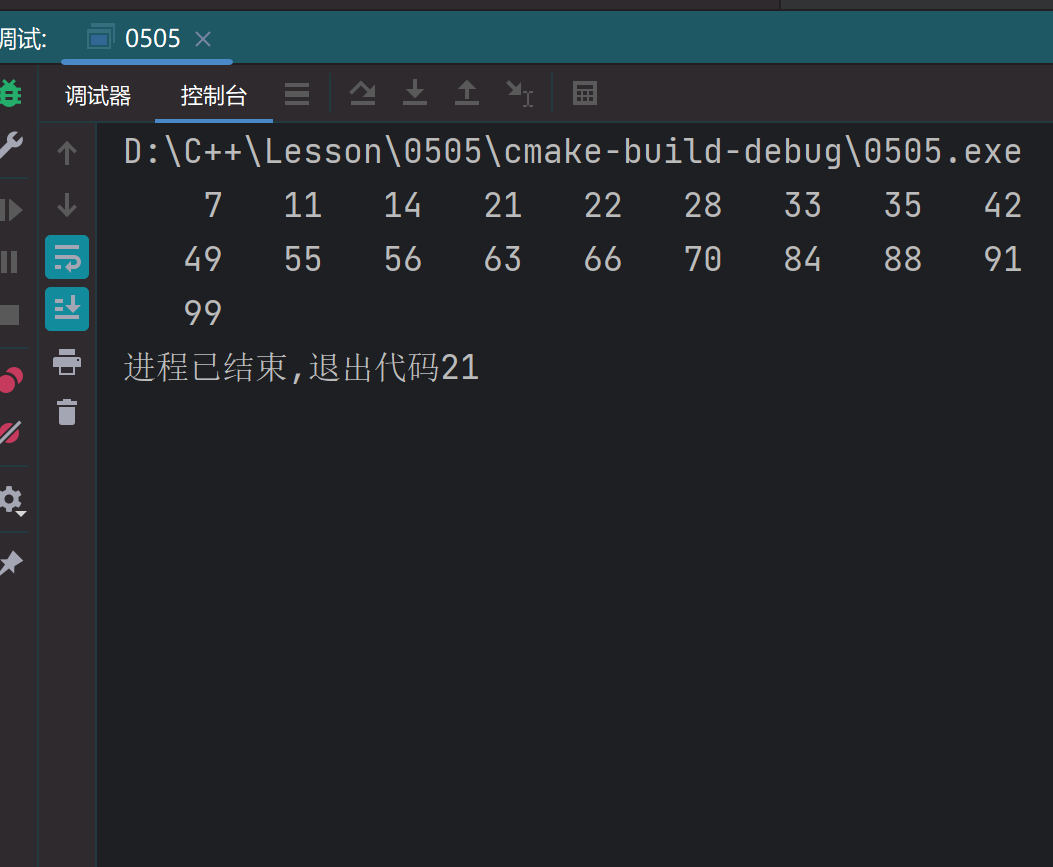 调试: 0505
调试器 控制台
D:\C++\Lesson\0505\cmake-build-debug\0505.exe
7 11 14 21 22 28 33 35 42
49 55 56 63 66 70 84 88 91
99
进程已结束,退出代码21